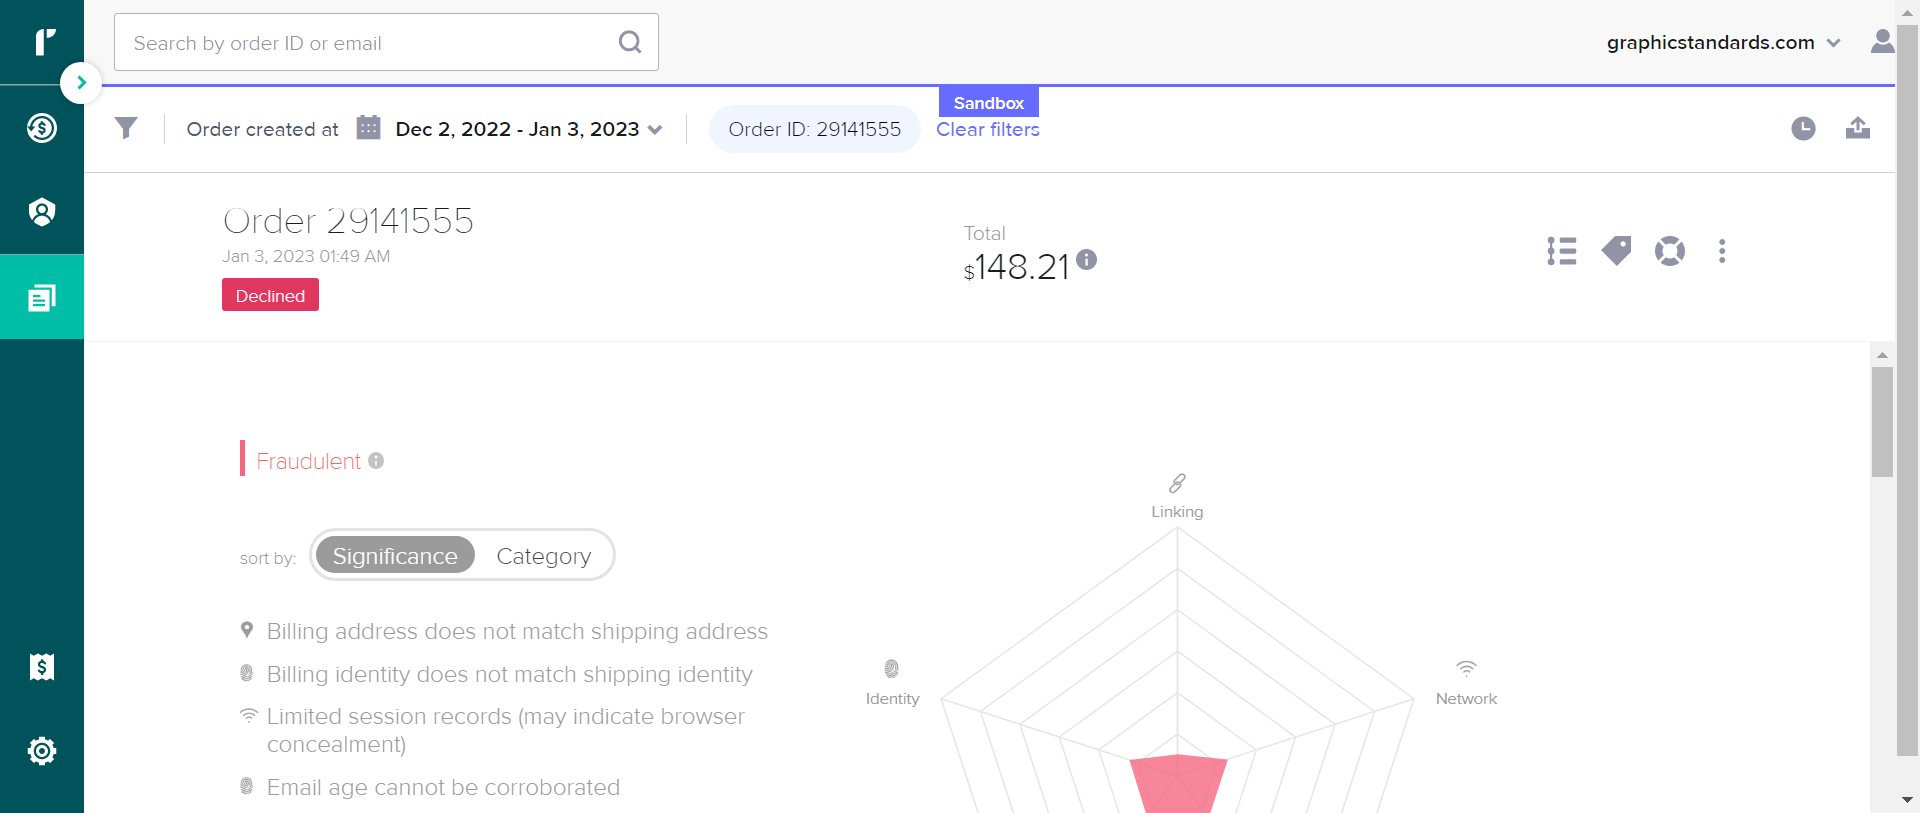 Search by order ID or email
graphicstandards.com
Sandbox
Order created at Dec 2, 2022 - Jan 3, 2023 Order ID: 29141555 Clear filters
Order 29141555
Jan 3, 2023 01:49 AM
Declined
Total
$148.21
Fraudulent
sort by: Significance Category
Billing address does not match shipping address
Billing identity does not match shipping identity
Limited session records (may indicate browser
concealment)
Email age cannot be corroborated
Linking
Identity
Network